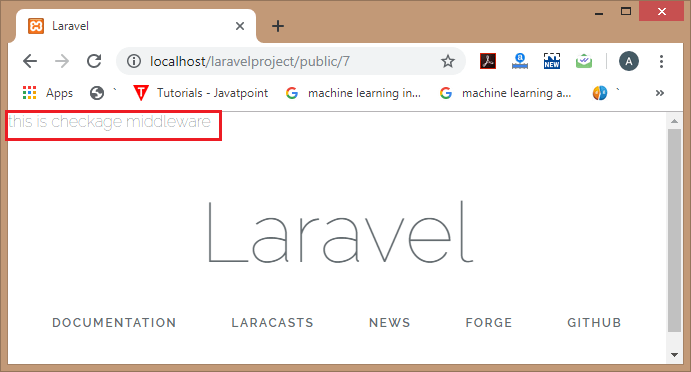 Laravel
localhost/laravelproject/public/7
NEW
A
Apps ` Tutorials - Javatpoint machine learning in... machine learning a... ` »
this is checkage middleware
Laravel
DOCUMENTATION LARACASTS NEWS FORGE GITHUB